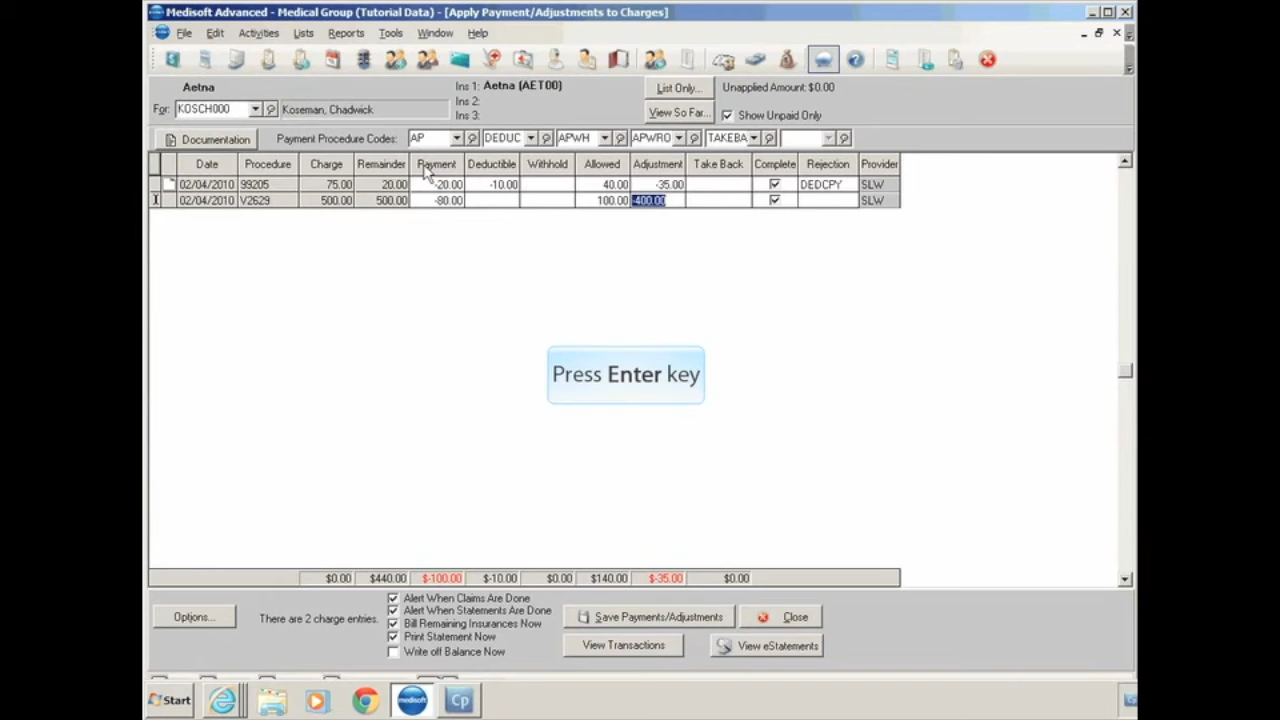 Medisoft Advanced - Medical Group (Tutorial Data) - [Apply Payment/Adjustments to Charges]
File Edit Activities Lists Reports Tools Window Help
Aetna
Ins 1: Aetna (AET00)
Ins 2:
Ins 3:
List Only...
Unapplied Amount: $0.00
For: KOSCH000 Koseman, Chadwick
View So Far...
Show Unpaid Only
Documentation Payment Procedure Codes: AP DEDUC APWH APWRO TAKEBA
Date Procedure Charge Remainder Payment Deductible Withhold Allowed Adjustment Take Back Complete Rejection Provider
02/04/2010 99205 75.00 20.00 -20.00 -10.00 40.00 -35.00 DEDCPY SLW
02/04/2010 V2629 500.00 500.00 -80.00 100.00 -400.00 SLW
Press Enter key
$0.00 $440.00 $-100.00 $-10.00 $0.00 $140.00 $-35.00 $0.00
Options...
There are 2 charge entries.
Alert When Claims Are Done
Alert When Statements Are Done
Bill Remaining Insurances Now
Print Statement Now
Write off Balance Now
Save Payments/Adjustments
Close
View Transactions
View eStatements
Start
medisoft
Cp